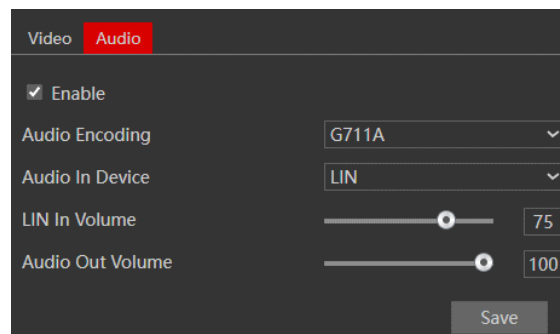 Video Audio
Enable
Audio Encoding G711A
Audio In Device LIN
LIN In Volume 75
Audio Out Volume 100
Save